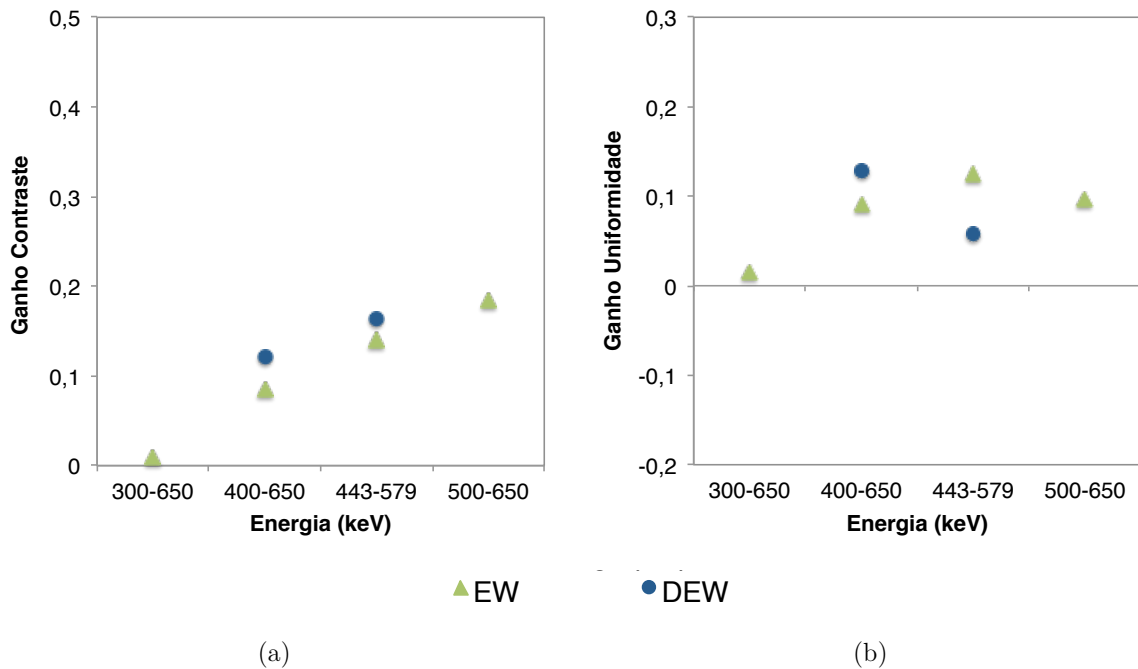 0,5
0,4
0,3
0,2
0,1
0
Ganho Contraste
300-650 400-650 443-579 500-650
Energia (keV)
0,3
0,2
0,1
0
-0,1
-0,2
Ganho Uniformidade
300-650 400-650 443-579 500-650
Energia (keV)
EW DEW
(a) (b)